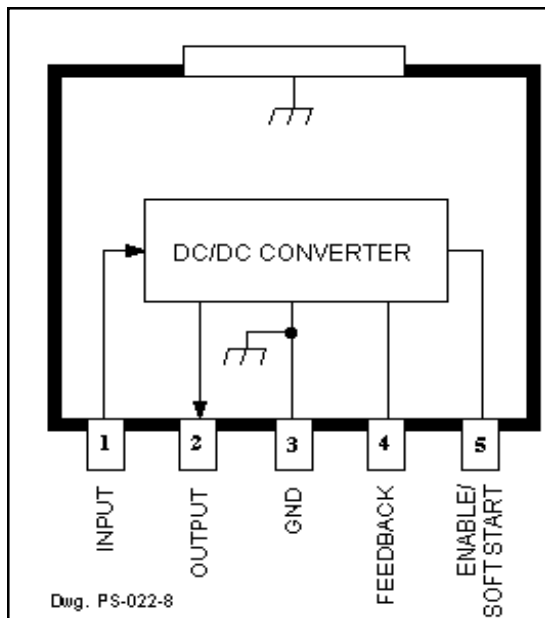 DC/DC CONVERTER
1
2
3
4
5
INPUT
OUTPUT
GND
FEEDBACK
ENABLE/
SOFT START
Dwg. PS-022-8